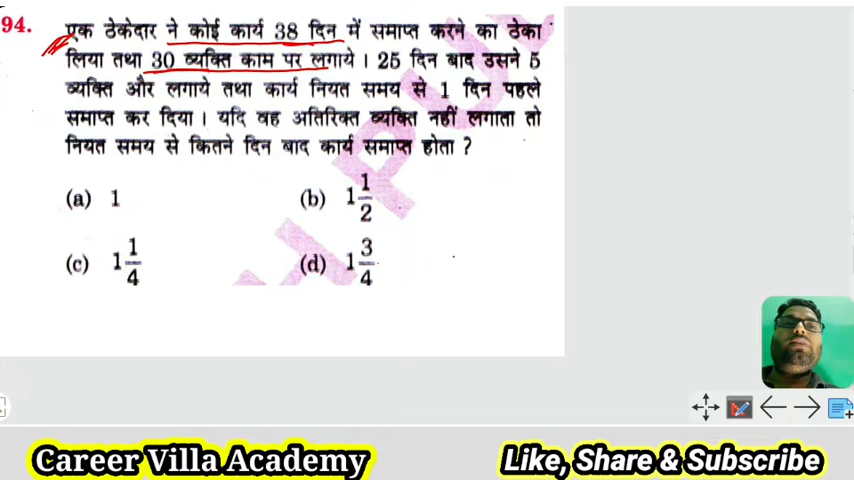 94. एक ठेकेदार ने कोई कार्य 38 दिन में समाप्त करने का ठेका
लिया तथा 30 व्यक्ति काम पर लगाये। 25 दिन बाद उसने 5
व्यक्ति और लगाये तथा कार्य नियत समय से 1 दिन पहले
समाप्त कर दिया। यदि वह अतिरिक्त व्यक्ति नहीं लगाता तो
नियत समय से कितने दिन बाद कार्य समाप्त होता ?
(a) 1 (b) 1 1/2
(c) 1 1/4 (d) 1 3/4
Career Villa Academy Like, Share & Subscribe